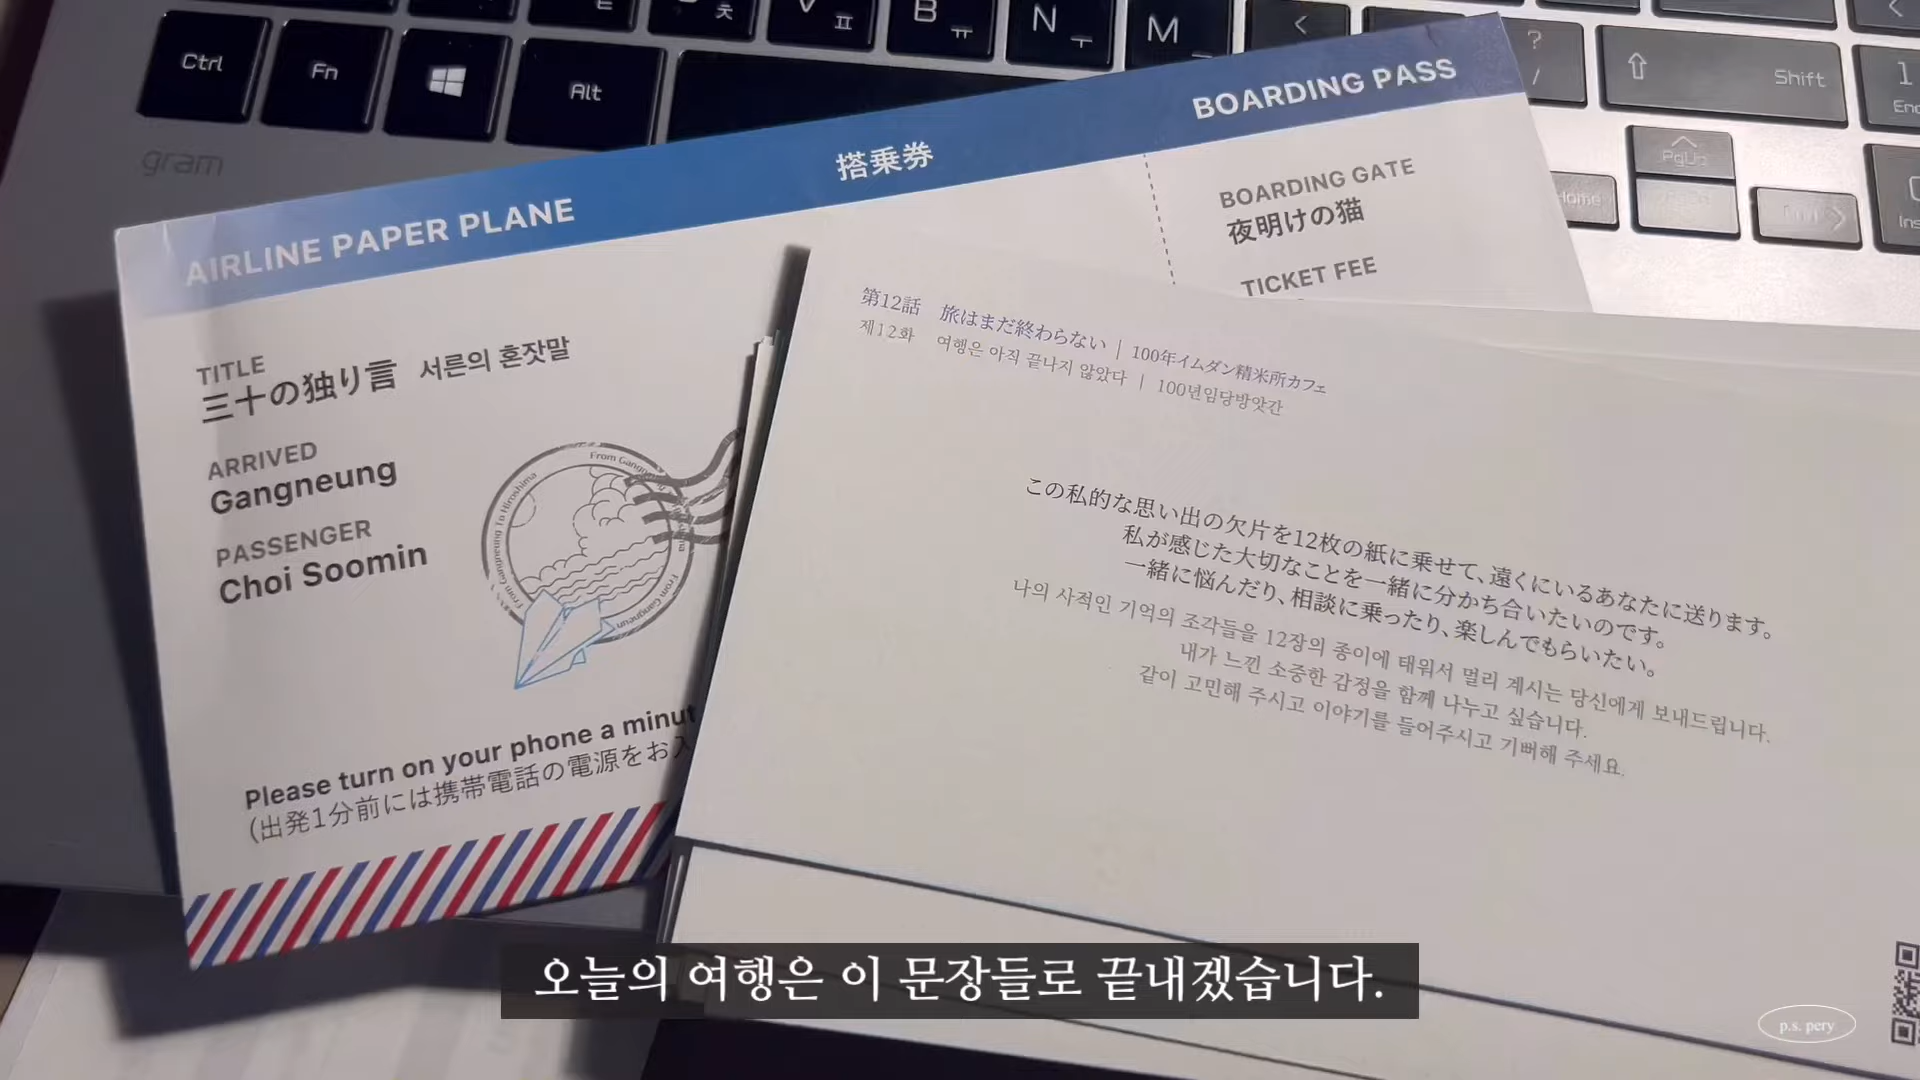 Ctrl
Fn
Alt
ㅊ
V
ㅍ
B
ㅠ
N
ㅜ
M
ㅡ
<
?
/
Shift
PgUp
Home
gram
AIRLINE PAPER PLANE
搭乗券
BOARDING PASS
BOARDING GATE
夜明けの猫
TICKET FEE
TITLE
三十の独り言 서른의 혼잣말
ARRIVED
Gangneung
PASSENGER
Choi Soomin
From Gangneung To Hiroshima
Please turn on your phone a minut
(出発1分前には携帯電話の電源をお入
第12話 旅はまだ終わらない | 100年イムダン精米所カフェ
제12화 여행은 아직 끝나지 않았다 | 100년임당방앗간
この私的な思い出の欠片を12枚の紙に乗せて、遠くにいるあなたに送ります。
私が感じた大切なことを一緒に分かち合いたいのです。
一緒に悩んだり、相談に乗ったり、楽しんでもらいたい。
나의 사적인 기억의 조각들을 12장의 종이에 태워서 멀리 계시는 당신에게 보내드립니다.
내가 느낀 소중한 감정을 함께 나누고 싶습니다.
같이 고민해 주시고 이야기를 들어주시고 기뻐해 주세요.
오늘의 여행은 이 문장들로 끝내겠습니다.
p.s. pery